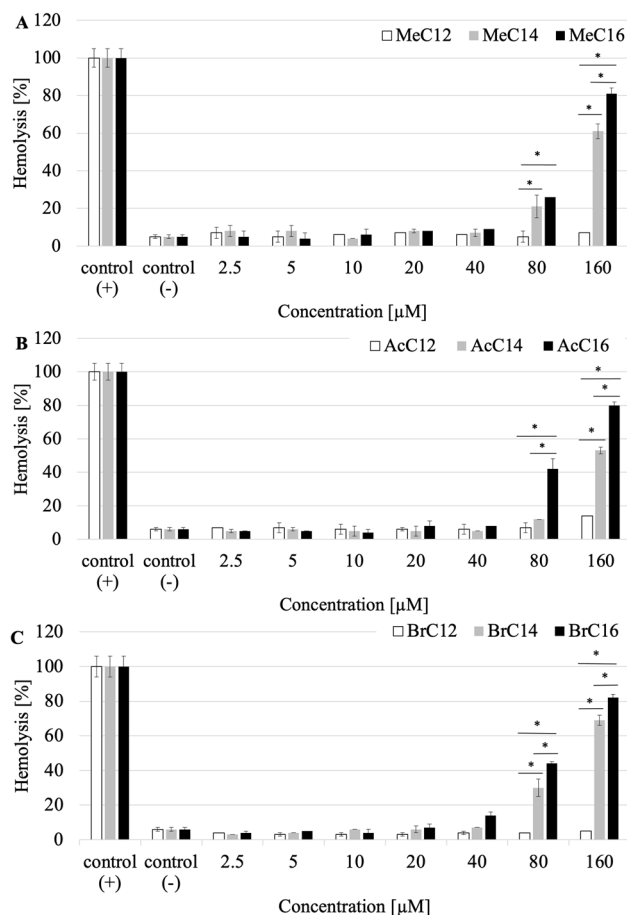 A
MeC12 MeC14 MeC16
Hemolysis [%]
120
100
80
60
40
20
0
* * * * *
control (+) control (-) 2.5 5 10 20 40 80 160
Concentration [µM]
B
AcC12 AcC14 AcC16
Hemolysis [%]
120
100
80
60
40
20
0
* * * * *
control (+) control (-) 2.5 5 10 20 40 80 160
Concentration [µM]
C
BrC12 BrC14 BrC16
Hemolysis [%]
120
100
80
60
40
20
0
* * * * * *
control (+) control (-) 2.5 5 10 20 40 80 160
Concentration [µM]